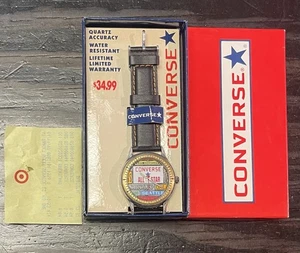 QUARTZ
ACCURACY
WATER
RESISTANT
LIFETIME
LIMITED
WARRANTY
$34.99
CONVERSE
CONVERSE
CONVERSE
ALL STAR
CONVERSE